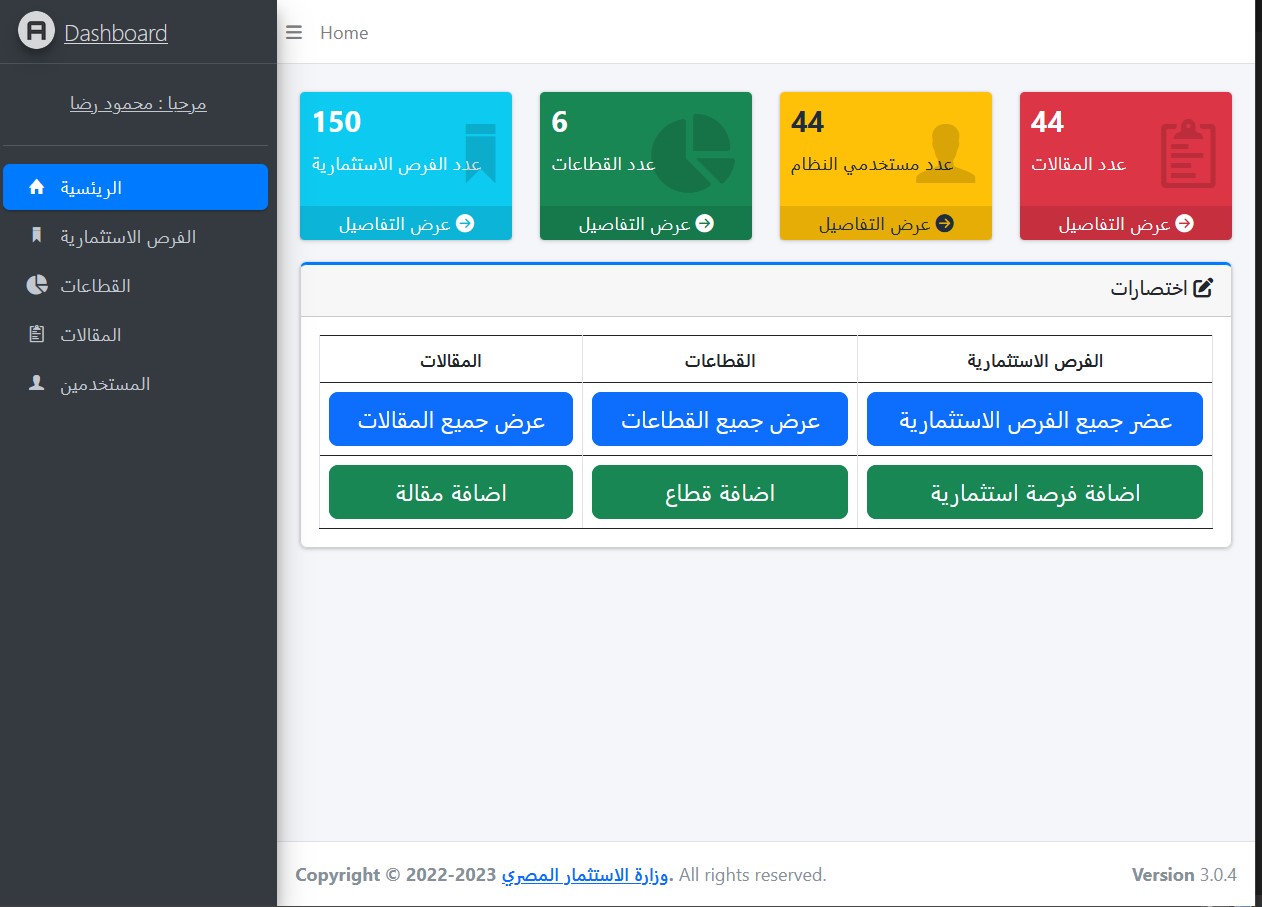 Dashboard
Home
مرحبا : محمود رضا
الريئسية
الفرص الاستثمارية
القطاعات
المقالات
المستخدمين
150
عدد الفرص الاستثمارية
عرض التفاصيل
6
عدد القطاعات
عرض التفاصيل
44
عدد مستخدمي النظام
عرض التفاصيل
44
عدد المقالات
عرض التفاصيل
اختصارات
الفرص الاستثمارية
القطاعات
المقالات
عضر جميع الفرص الاستثمارية
عرض جميع القطاعات
عرض جميع المقالات
اضافة فرصة استثمارية
اضافة قطاع
اضافة مقالة
Copyright © 2022-2023 وزارة الاستثمار المصري. All rights reserved.
Version 3.0.4